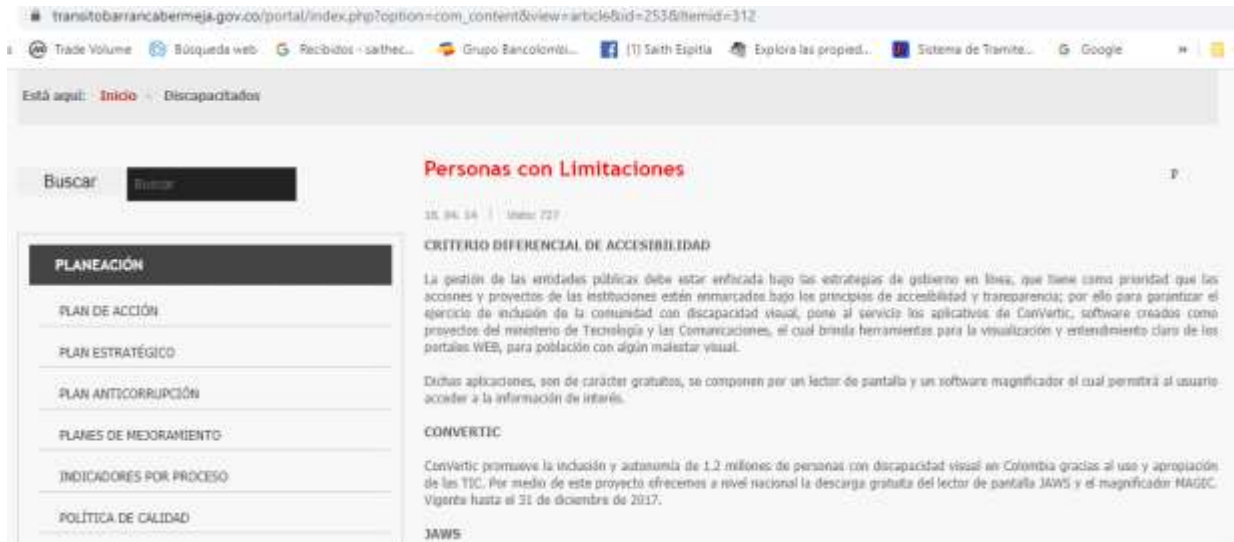 transitobarrancabermeja.gov.co/portal/index.php?option=com_content&view=article&id=253&Itemid=312
Trade Volume Búsqueda web Recibidos - saithec... Grupo Bancolombi... (1) Saith Espitia Explora las propied... Sistema de Tramite... Google »
Está aquí: Inicio - Discapacitados
Personas con Limitaciones
Buscar Buscar
18. 04. 14 | Visto: 727
CRITERIO DIFERENCIAL DE ACCESIBILIDAD
PLANEACIÓN
La gestión de las entidades públicas debe estar enfocada bajo las estrategias de gobierno en línea, que tiene como prioridad que las
acciones y proyectos de las instituciones estén enmarcados bajo los principios de accesibilidad y transparencia; por ello para garantizar el
ejercicio de inclusión de la comunidad con discapacidad visual, pone al servicio los aplicativos de ConVertic, software creados como
proyectos del ministerio de Tecnología y las Comunicaciones, el cual brinda herramientas para la visualización y entendimiento claro de los
portales WEB, para población con algún malestar visual.
PLAN DE ACCIÓN
PLAN ESTRATÉGICO
Dichas aplicaciones, son de carácter gratuitos, se componen por un lector de pantalla y un software magnificador el cual permitirá al usuario
acceder a la información de interés.
PLAN ANTICORRUPCIÓN
PLANES DE MEJORAMIENTO
CONVERTIC
ConVertic promueve la inclusión y autonomía de 1.2 millones de personas con discapacidad visual en Colombia gracias al uso y apropiación
de las TIC. Por medio de este proyecto ofrecemos a nivel nacional la descarga gratuita del lector de pantalla JAWS y el magnificador MAGIC.
Vigente hasta el 31 de diciembre de 2017.
INDICADORES POR PROCESO
POLÍTICA DE CALIDAD
JAWS